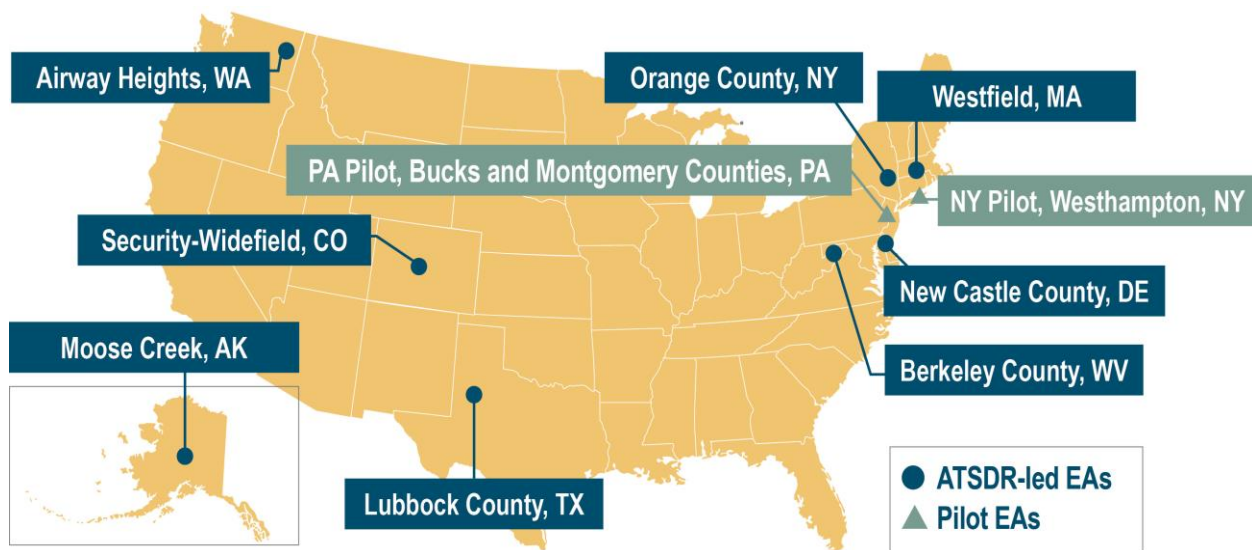 Airway Heights, WA
Orange County, NY
Westfield, MA
PA Pilot, Bucks and Montgomery Counties, PA
NY Pilot, Westhampton, NY
Security-Widefield, CO
New Castle County, DE
Moose Creek, AK
Berkeley County, WV
Lubbock County, TX
ATSDR-led EAs
Pilot EAs